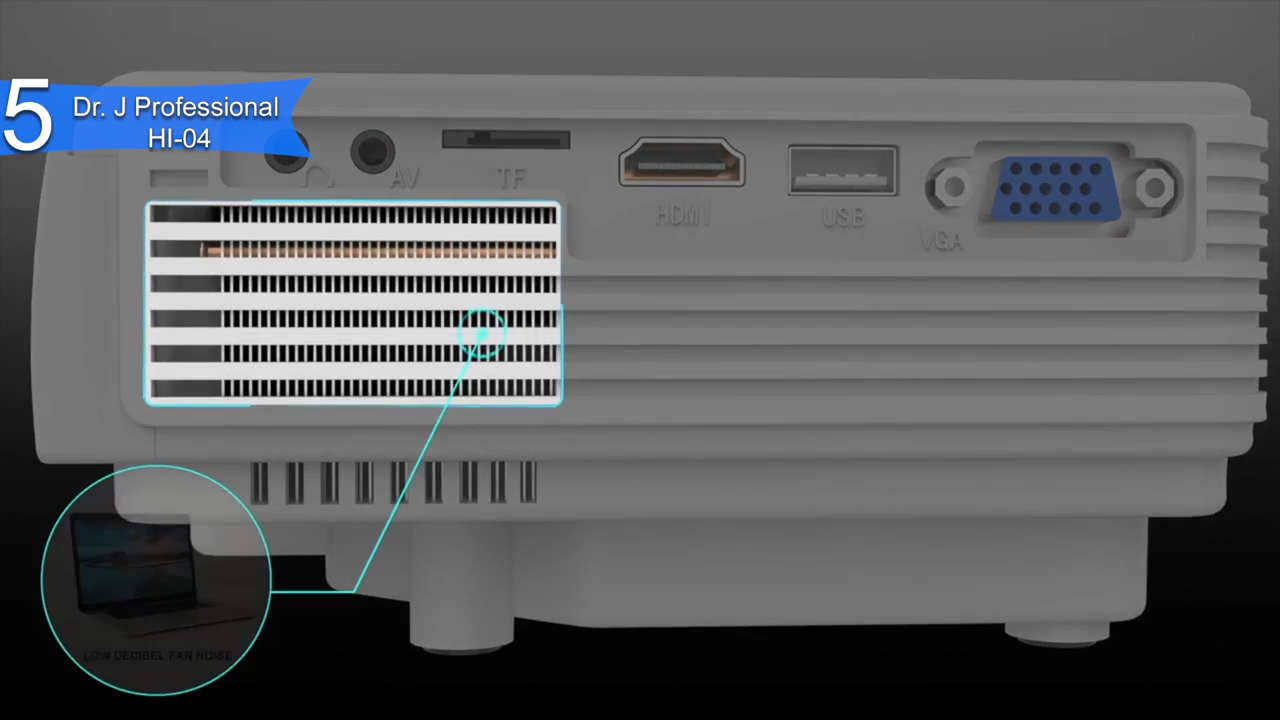 5
Dr. J Professional
HI-04
AV
TF
HDMI
USB
VGA
LOW DECIBEL FAN NOISE